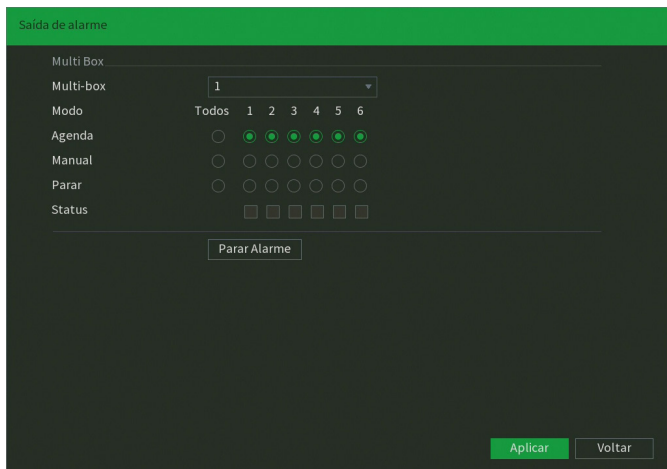 Saída de alarme
Multi Box
Multi-box 1
Modo Todos 1 2 3 4 5 6
Agenda
Manual
Parar
Status
Parar Alarme
Aplicar Voltar